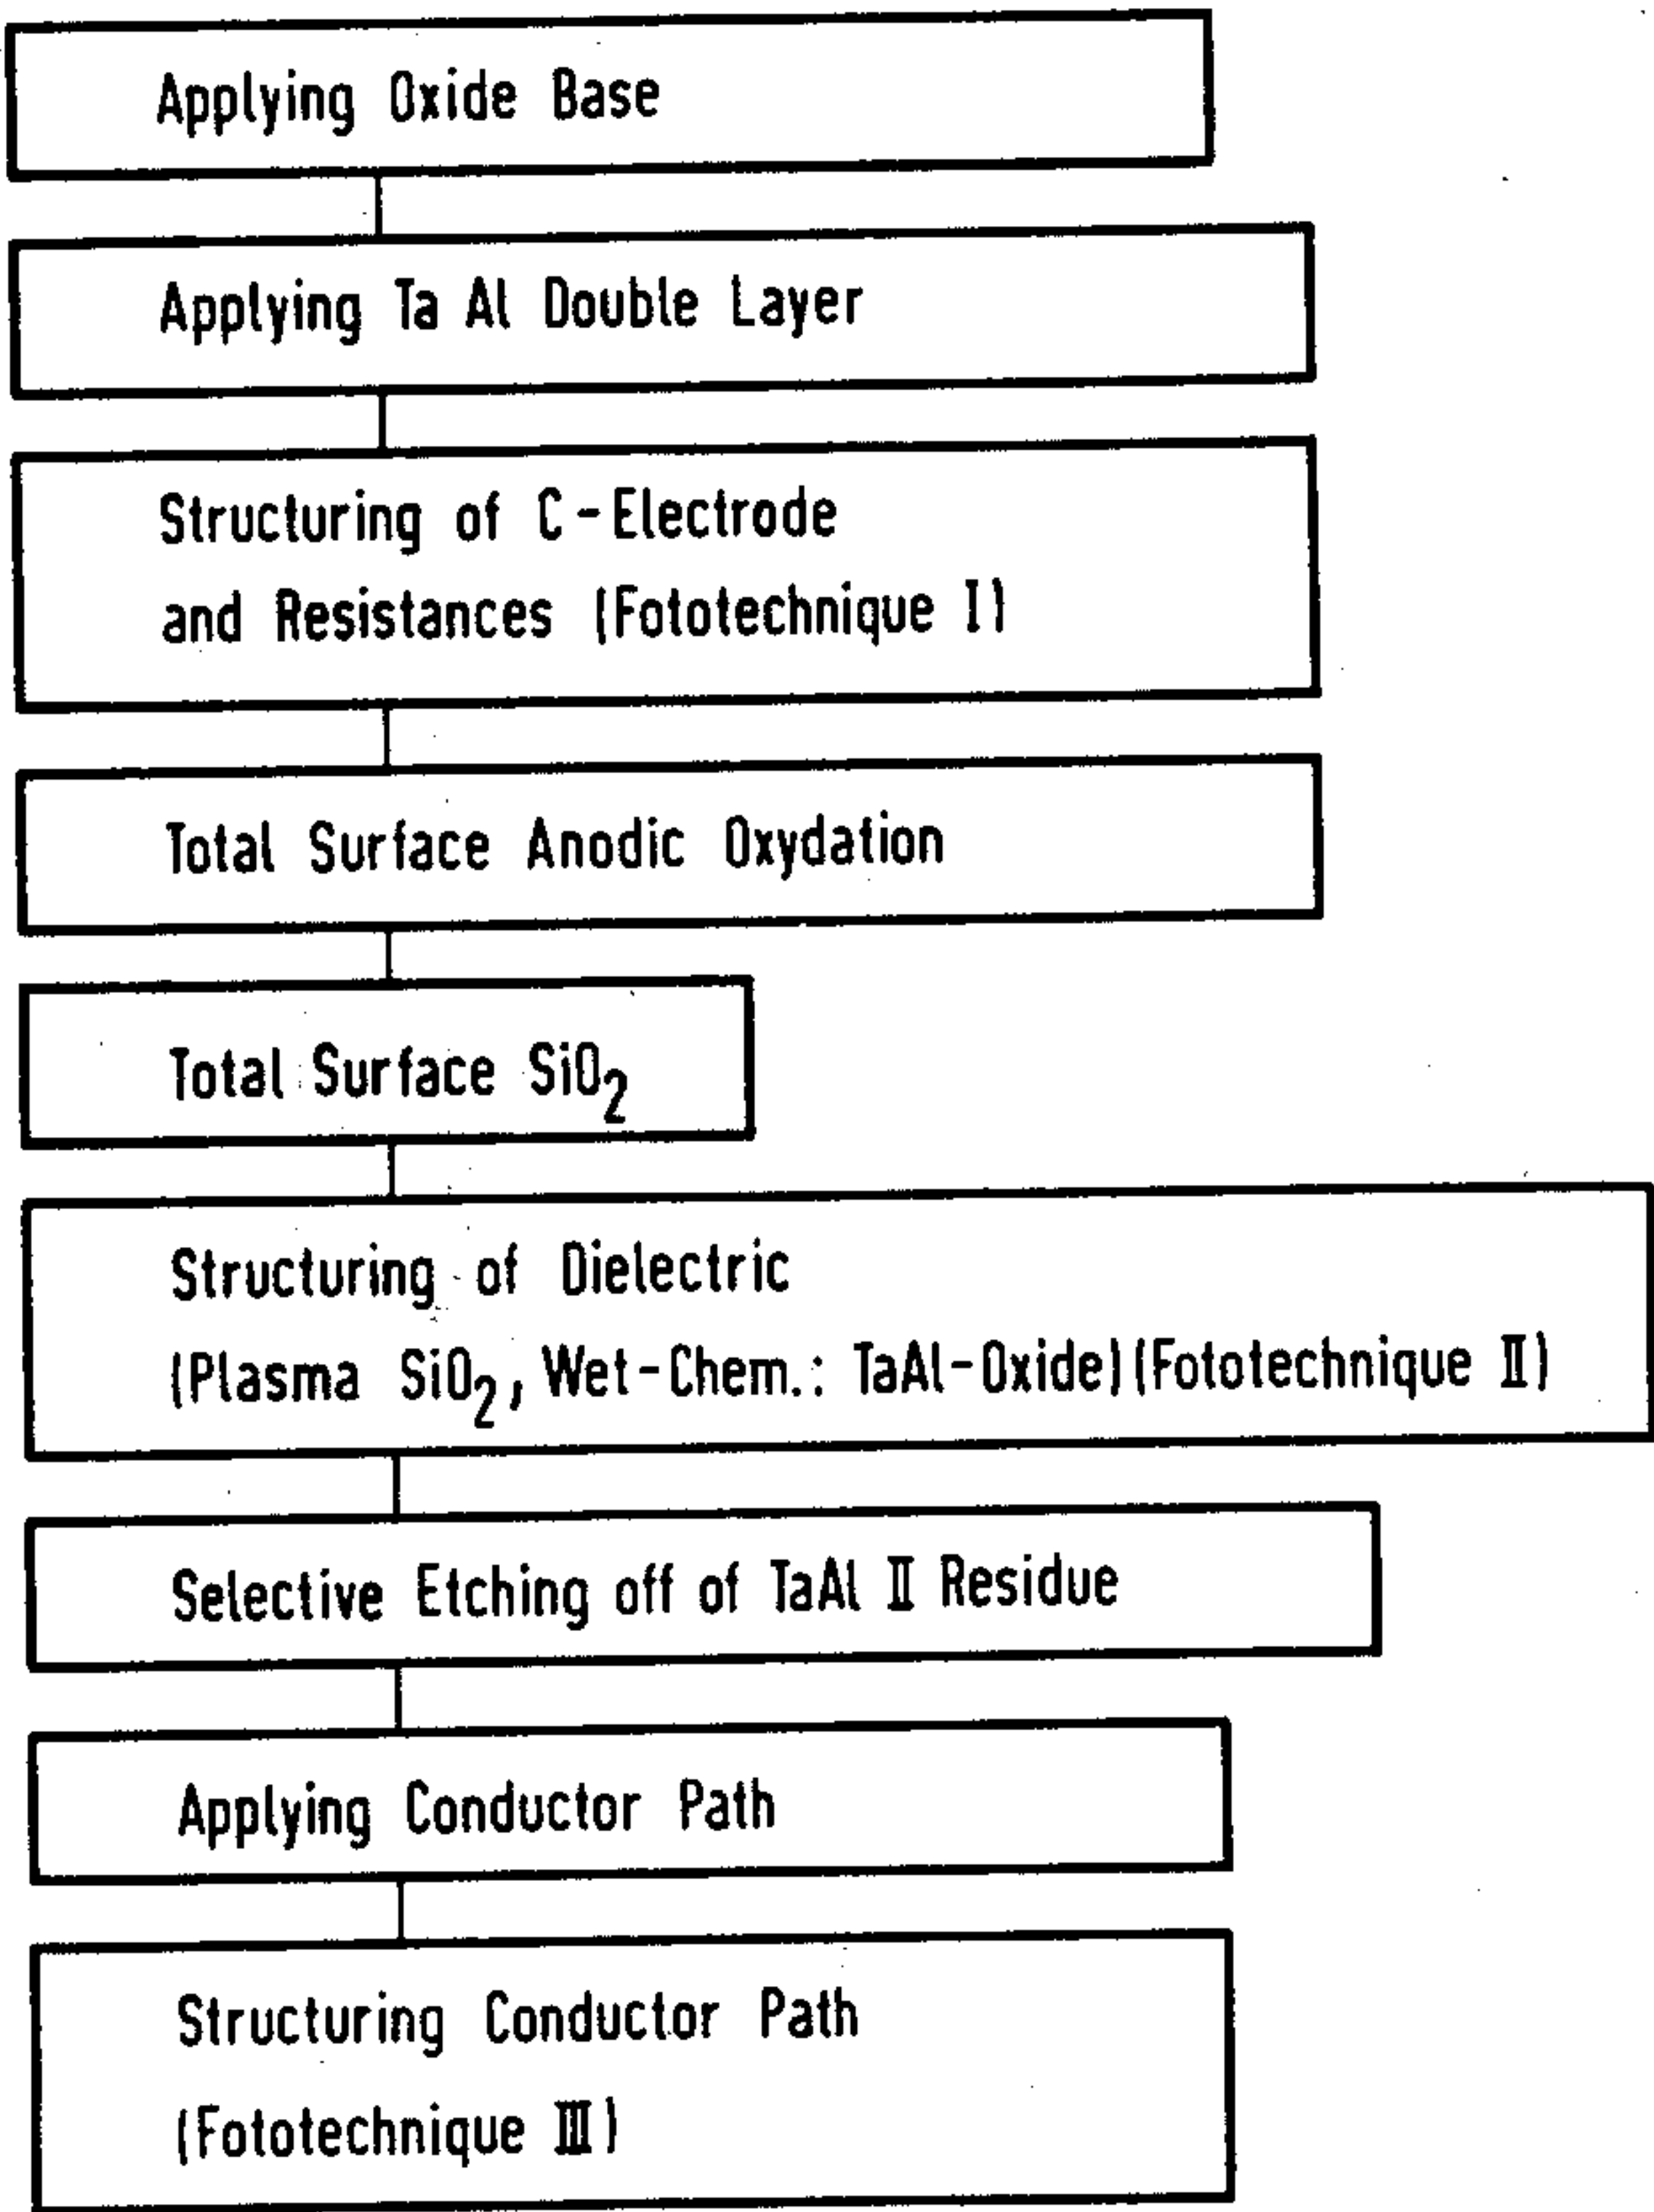 Applying Oxide Base
Applying Ta Al Double Layer
Structuring of C-Electrode
and Resistances (Fototechnique I)
Total Surface Anodic Oxydation
Total Surface SiO₂
Structuring of Dielectric
(Plasma SiO₂, Wet-Chem.: TaAl-Oxide) (Fototechnique II)
Selective Etching off of TaAl II Residue
Applying Conductor Path
Structuring Conductor Path
(Fototechnique III)